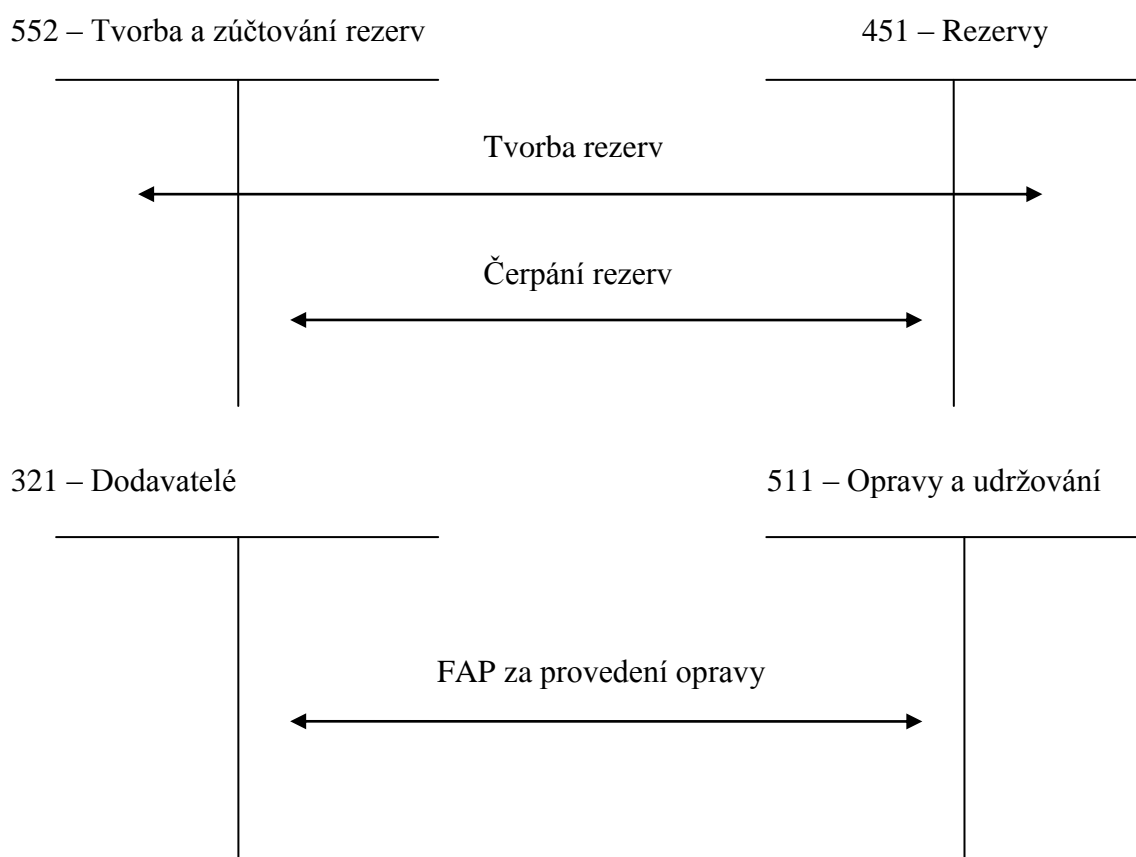 552 – Tvorba a zúčtování rezerv
451 – Rezervy
Tvorba rezerv
Čerpání rezerv
321 – Dodavatelé
511 – Opravy a udržování
FAP za provedení opravy